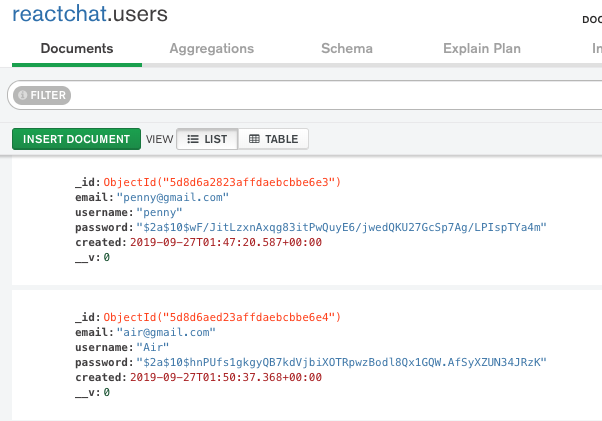 reactchat.users
DOC
Documents Aggregations Schema Explain Plan In
FILTER
INSERT DOCUMENT VIEW LIST TABLE
_id: ObjectId("5d8d6a2823affdaebcbbe6e3")
email: "penny@gmail.com"
username: "penny"
password: "$2a$10$wF/JitLzxnAxqg83itPwQuyE6/jwedQKU27GcSp7Ag/LPIspTYa4m"
created: 2019-09-27T01:47:20.587+00:00
__v: 0
_id: ObjectId("5d8d6aed23affdaebcbbe6e4")
email: "air@gmail.com"
username: "Air"
password: "$2a$10$hnPUfs1gkgyQB7kdVjbiXOTRpwzBodl8Qx1GQW.AfSyXZUN34JRzK"
created: 2019-09-27T01:50:37.368+00:00
__v: 0